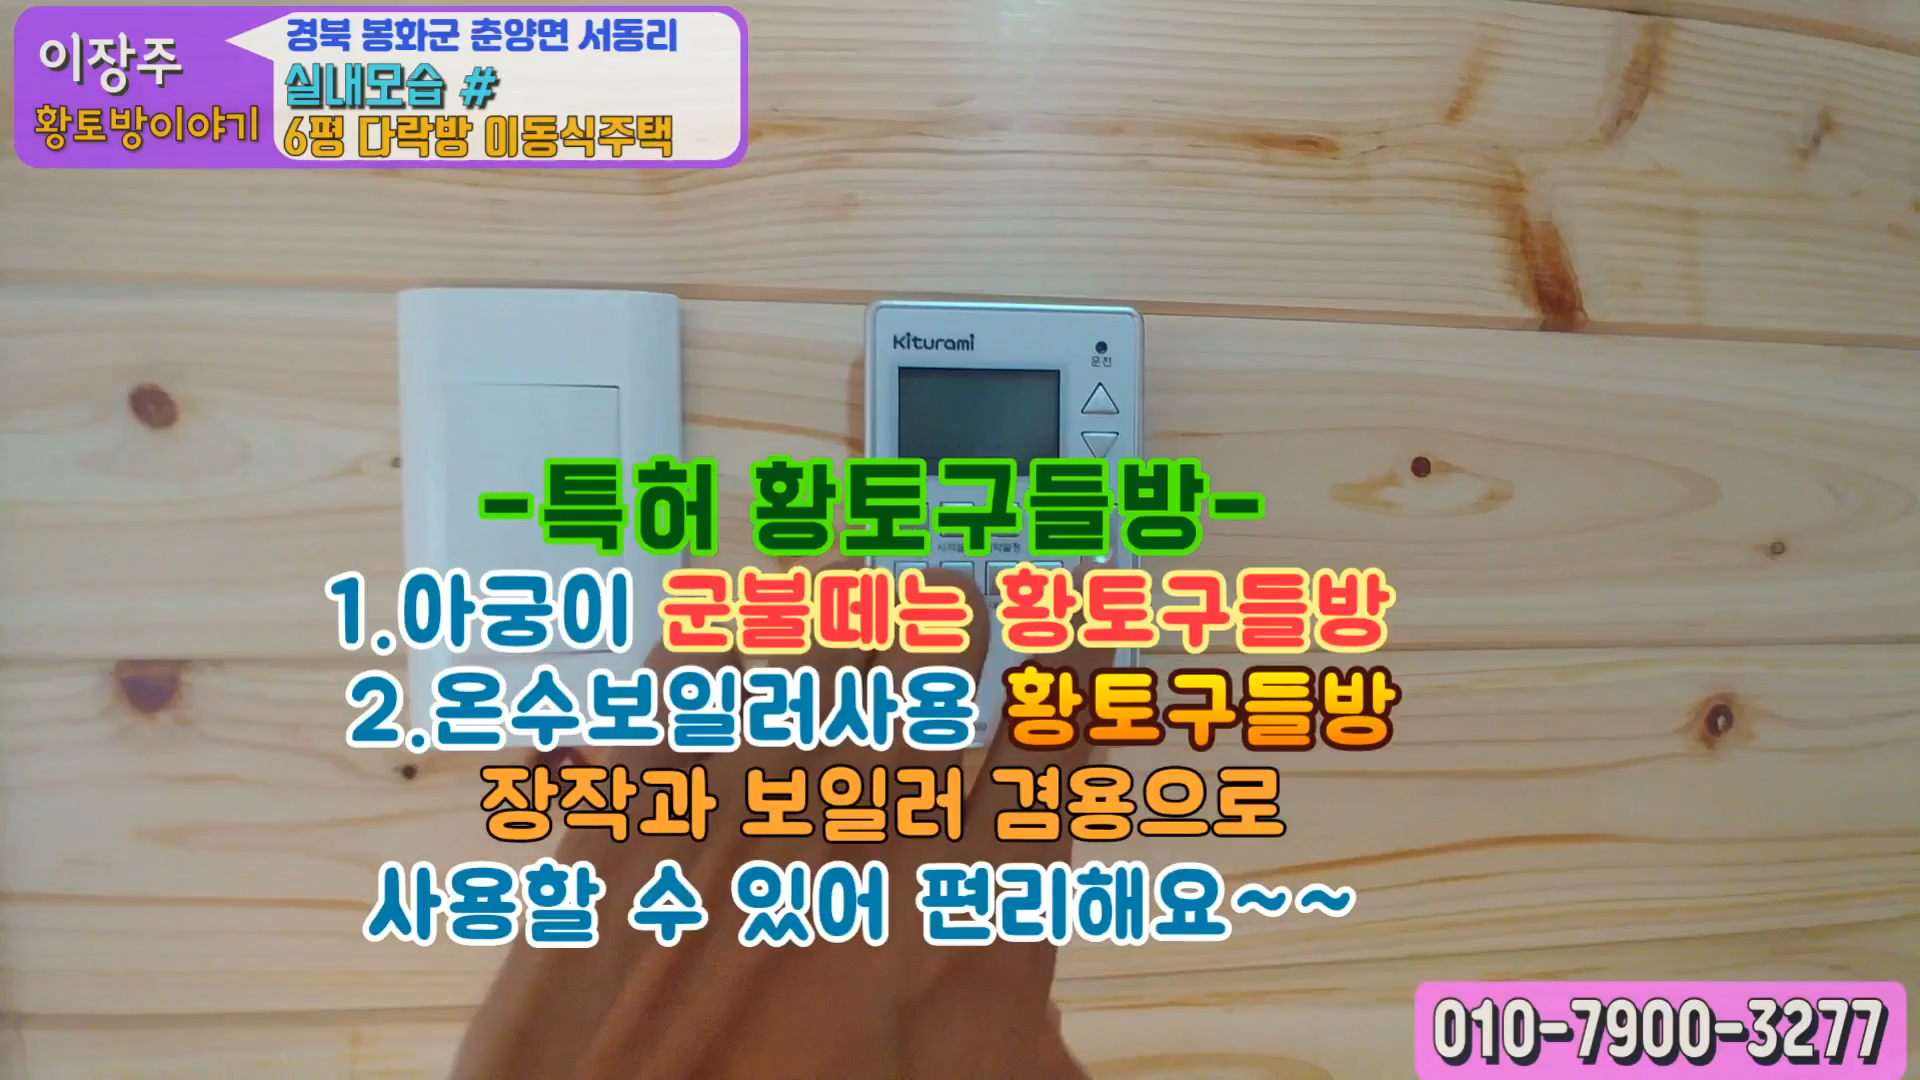 이장주
황토방이야기
경북 봉화군 춘양면 서동리
실내모습 #
6평 다락방 이동식주택
Kiturami
운전
-특허 황토구들방-
1.아궁이 군불떼는 황토구들방
2.온수보일러사용 황토구들방
장작과 보일러 겸용으로
사용할 수 있어 편리해요~~
010-7900-3277